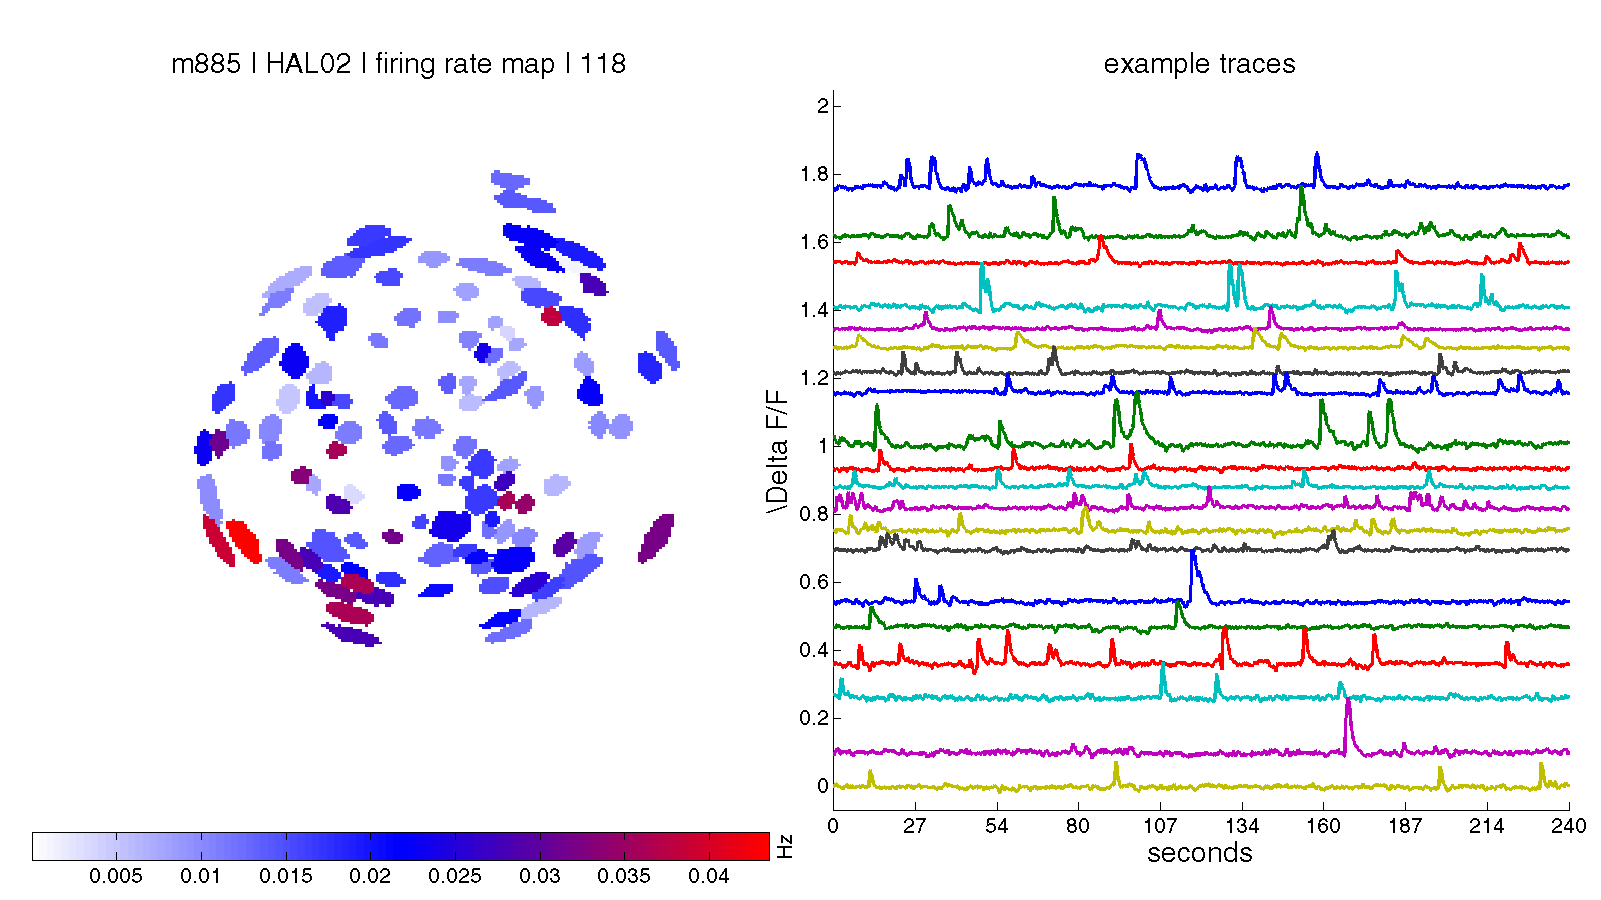 m885 | HAL02 | firing rate map | 118
0.005 0.01 0.015 0.02 0.025 0.03 0.035 0.04
Hz
example traces
\Delta F/F
2
1.8
1.6
1.4
1.2
1
0.8
0.6
0.4
0.2
0
0 27 54 80 107 134 160 187 214 240
seconds